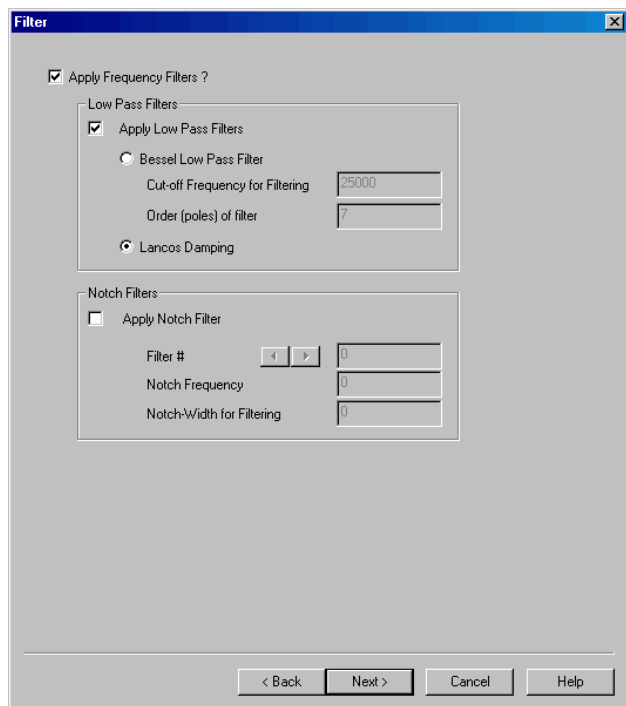 Filter
Apply Frequency Filters ?
Low Pass Filters
Apply Low Pass Filters
Bessel Low Pass Filter
Cut-off Frequency for Filtering 25000
Order (poles) of filter 7
Lancos Damping
Notch Filters
Apply Notch Filter
Filter # 0
Notch Frequency 0
Notch-Width for Filtering 0
< Back Next > Cancel Help